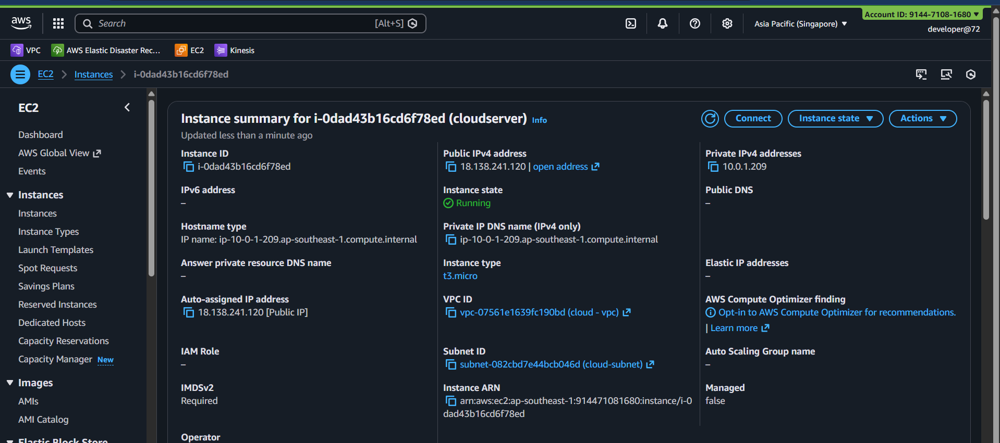 aws
Search [Alt+S]
Asia Pacific (Singapore)
Account ID: 9144-7108-1680
developer@72
VPC
AWS Elastic Disaster Rec...
EC2
Kinesis
EC2
Instances
i-0dad43b16cd6f78ed
EC2
Dashboard
AWS Global View
Events
Instances
Instances
Instance Types
Launch Templates
Spot Requests
Savings Plans
Reserved Instances
Dedicated Hosts
Capacity Reservations
Capacity Manager New
Images
AMIs
AMI Catalog
Elastic Block Store
Instance summary for i-0dad43b16cd6f78ed (cloudserver) Info
Updated less than a minute ago
Connect
Instance state
Actions
Instance ID
i-0dad43b16cd6f78ed
Public IPv4 address
18.138.241.120 | open address
Private IPv4 addresses
10.0.1.209
IPv6 address
–
Instance state
Running
Public DNS
–
Hostname type
IP name: ip-10-0-1-209.ap-southeast-1.compute.internal
Private IP DNS name (IPv4 only)
ip-10-0-1-209.ap-southeast-1.compute.internal
Answer private resource DNS name
–
Instance type
t3.micro
Elastic IP addresses
–
Auto-assigned IP address
18.138.241.120 [Public IP]
VPC ID
vpc-07561e1639fc190bd (cloud - vpc)
AWS Compute Optimizer finding
Opt-in to AWS Compute Optimizer for recommendations.
| Learn more
IAM Role
–
Subnet ID
subnet-082cbd7e44bcb046d (cloud-subnet)
Auto Scaling Group name
–
IMDSv2
Required
Instance ARN
arn:aws:ec2:ap-southeast-1:914471081680:instance/i-0
dad43b16cd6f78ed
Managed
false
Operator